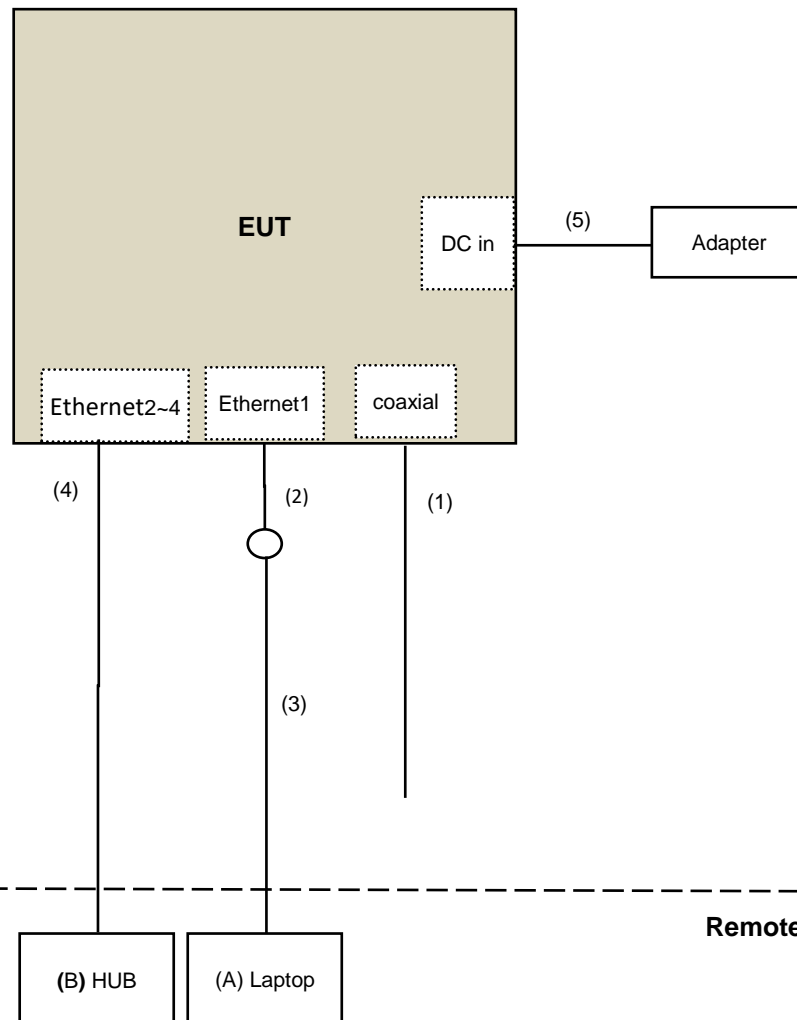 EUT
(5)
DC in
Adapter
Ethernet2~4
Ethernet1
coaxial
(4)
(2)
(1)
(3)
Remote
(B) HUB
(A) Laptop